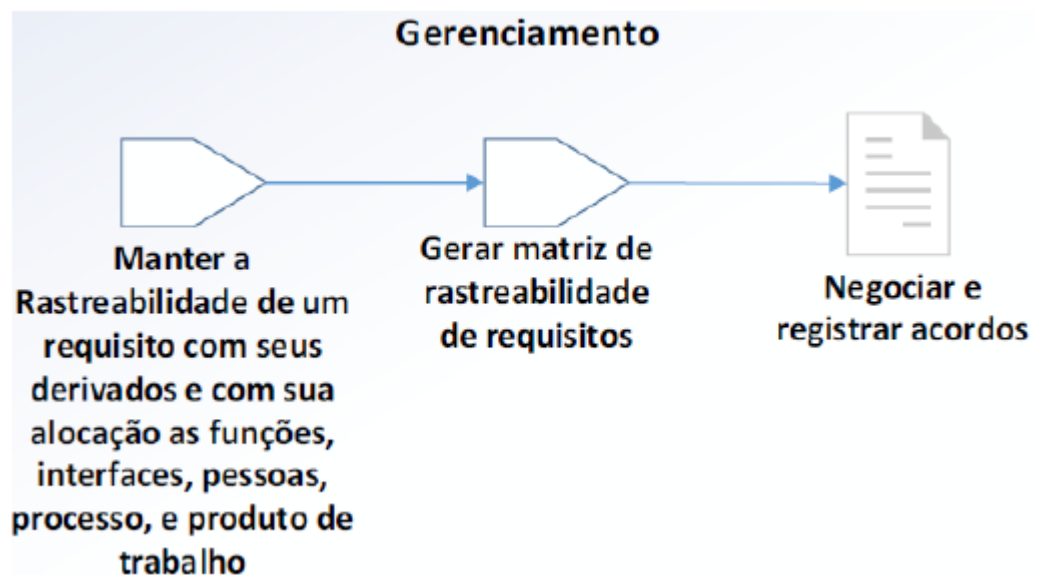 Gerenciamento
Manter a
Rastreabilidade de um
requisito com seus
derivados e com sua
alocação as funções,
interfaces, pessoas,
processo, e produto de
trabalho
Gerar matriz de
rastreabilidade
de requisitos
Negociar e
registrar acordos